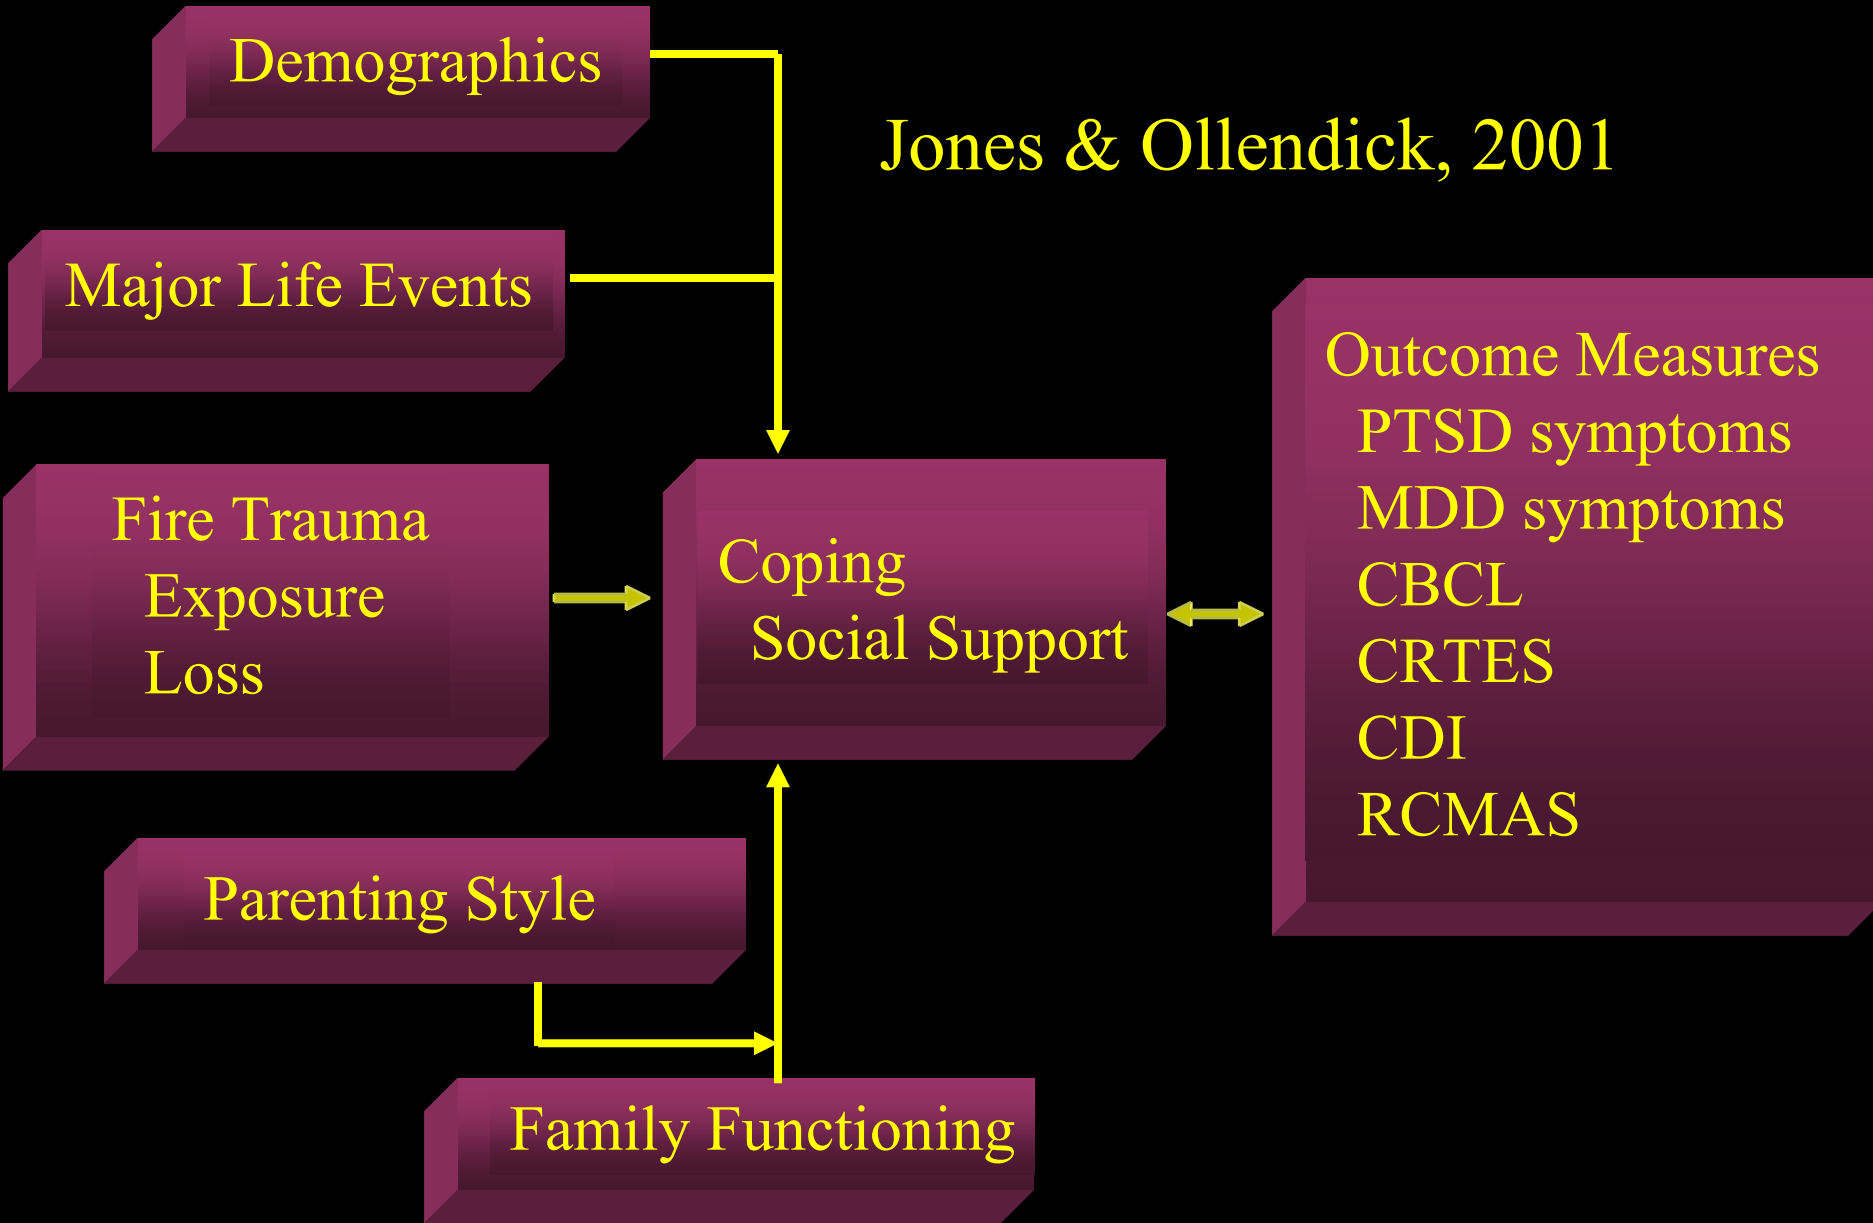 Demographics
Jones & Ollendick, 2001
Major Life Events
Fire Trauma
Exposure
Loss
Coping
Social Support
Outcome Measures
PTSD symptoms
MDD symptoms
CBCL
CRTES
CDI
RCMAS
Parenting Style
Family Functioning